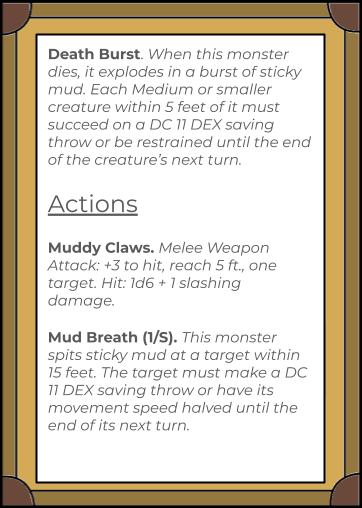 Death Burst. When this monster
dies, it explodes in a burst of sticky
mud. Each Medium or smaller
creature within 5 feet of it must
succeed on a DC 11 DEX saving
throw or be restrained until the end
of the creature’s next turn.
Actions
Muddy Claws. Melee Weapon
Attack: +3 to hit, reach 5 ft., one
target. Hit: 1d6 + 1 slashing
damage.
Mud Breath (1/S). This monster
spits sticky mud at a target within
15 feet. The target must make a DC
11 DEX saving throw or have its
movement speed halved until the
end of its next turn.